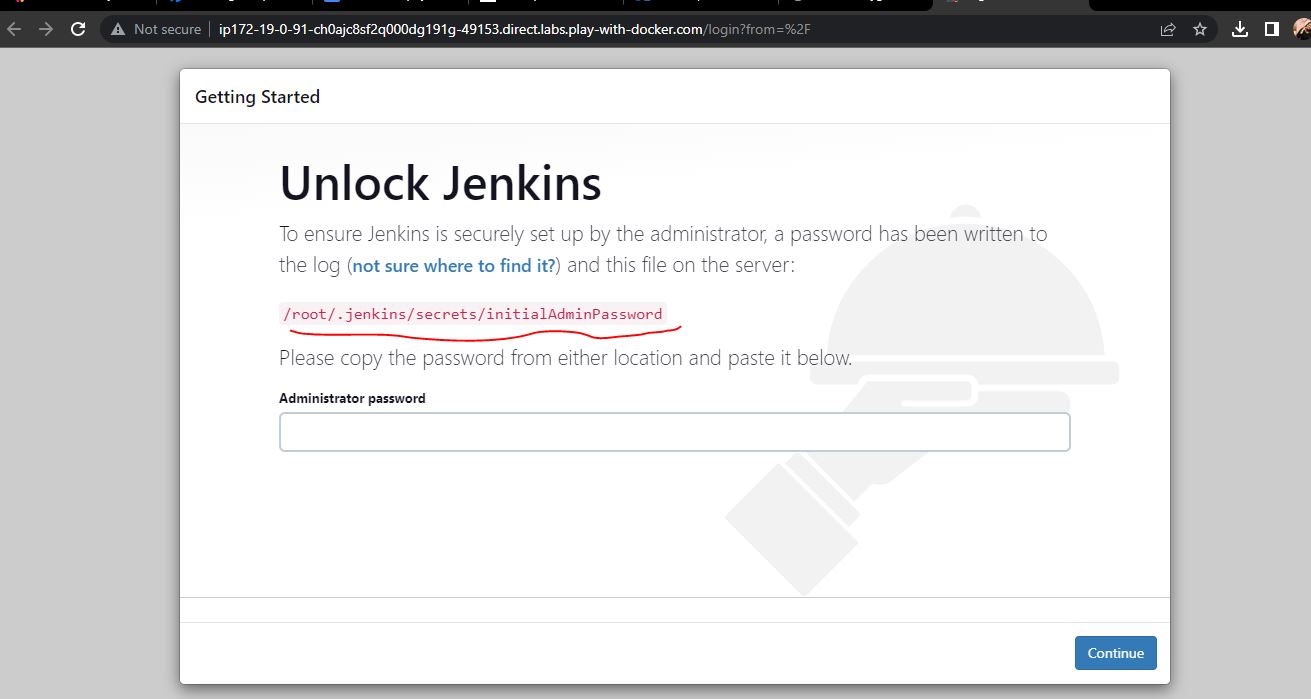 Not secure
ip172-19-0-91-ch0ajc8sf2q000dg191g-49153.direct.labs.play-with-docker.com/login?from=%2F
Getting Started
Unlock Jenkins
To ensure Jenkins is securely set up by the administrator, a password has been written to
the log (not sure where to find it?) and this file on the server:
/root/.jenkins/secrets/initialAdminPassword
Please copy the password from either location and paste it below.
Administrator password
Continue